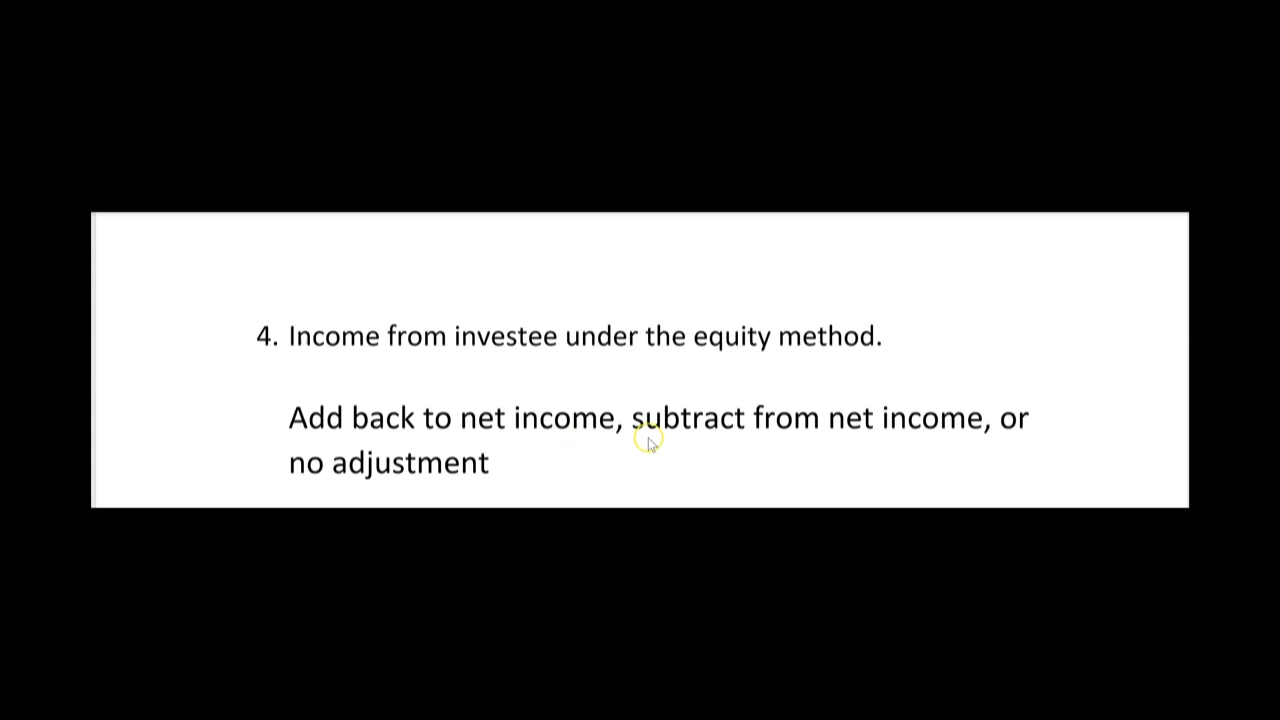 4. Income from investee under the equity method.
Add back to net income, subtract from net income, or
no adjustment